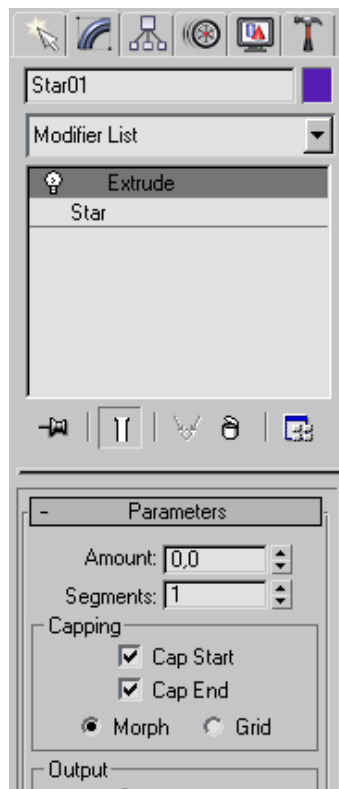 Star01
Modifier List
Extrude
Star
- Parameters
Amount: 0,0
Segments: 1
Capping
Cap Start
Cap End
Morph Grid
Output